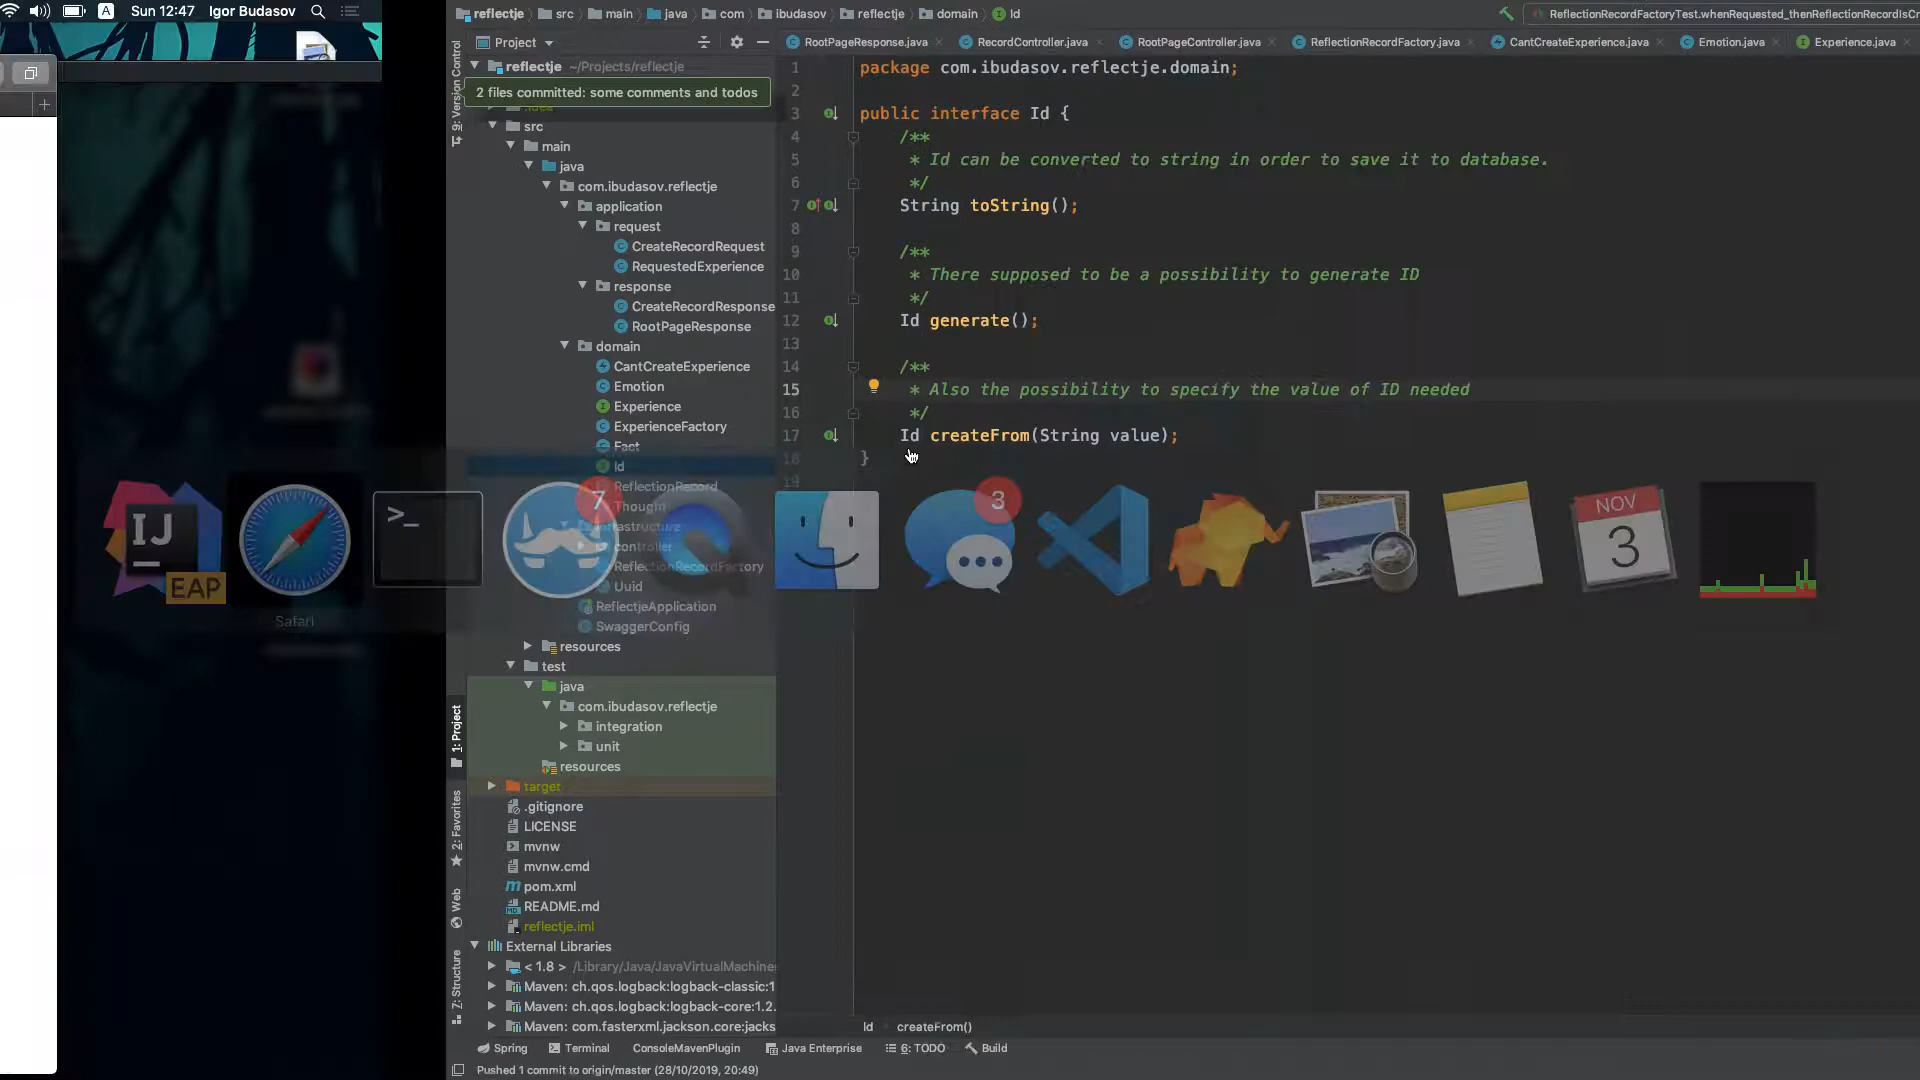 A Sun 12:47 Igor Budasov
reflectje src main java com ibudasov reflectje domain Id
ReflectionRecordFactoryTest.whenRequested_thenReflectionRecordIsCr
Project
RootPageResponse.java RecordController.java RootPageController.java ReflectionRecordFactory.java CantCreateExperience.java Emotion.java Experience.java
reflectje ~/Projects/reflectje
2 files committed: some comments and todos
.idea
src
main
java
com.ibudasov.reflectje
application
request
CreateRecordRequest
RequestedExperience
response
CreateRecordResponse
RootPageResponse
domain
CantCreateExperience
Emotion
Experience
ExperienceFactory
Fact
Id
ReflectionRecord
Thought
infrastructure
controller
ReflectionRecordFactory
Uuid
ReflectjeApplication
SwaggerConfig
resources
test
java
com.ibudasov.reflectje
integration
unit
resources
target
.gitignore
LICENSE
mvnw
mvnw.cmd
pom.xml
README.md
reflectje.iml
External Libraries
< 1.8 > /Library/Java/JavaVirtualMachine
Maven: ch.qos.logback:logback-classic:1
Maven: ch.qos.logback:logback-core:1.2.
Maven: com.fasterxml.jackson.core:jacks
9: Version Control
1: Project
2: Favorites
Web
7: Structure
1 package com.ibudasov.reflectje.domain;
2
3 public interface Id {
4 /**
5 * Id can be converted to string in order to save it to database.
6 */
7 String toString();
8
9 /**
10 * There supposed to be a possibility to generate ID
11 */
12 Id generate();
13
14 /**
15 * Also the possibility to specify the value of ID needed
16 */
17 Id createFrom(String value);
18 }
19
IJ
EAP
Safari
>_
7
3
NOV
3
Id createFrom()
Spring Terminal ConsoleMavenPlugin Java Enterprise 6: TODO Build
Pushed 1 commit to origin/master (28/10/2019, 20:49)